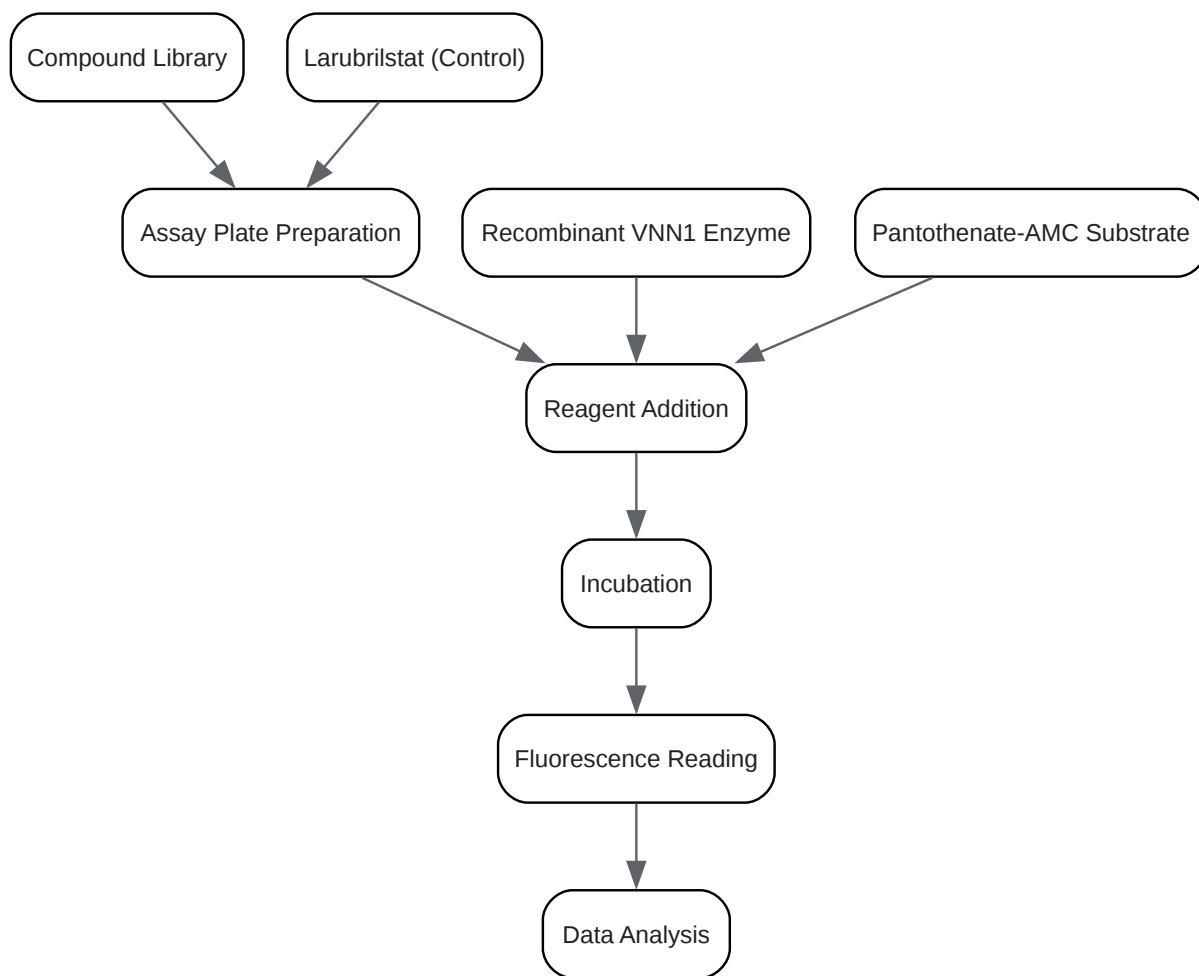 Compound Library
Larubrilstat (Control)
Assay Plate Preparation
Recombinant VNN1 Enzyme
Pantothenate-AMC Substrate
Reagent Addition
Incubation
Fluorescence Reading
Data Analysis